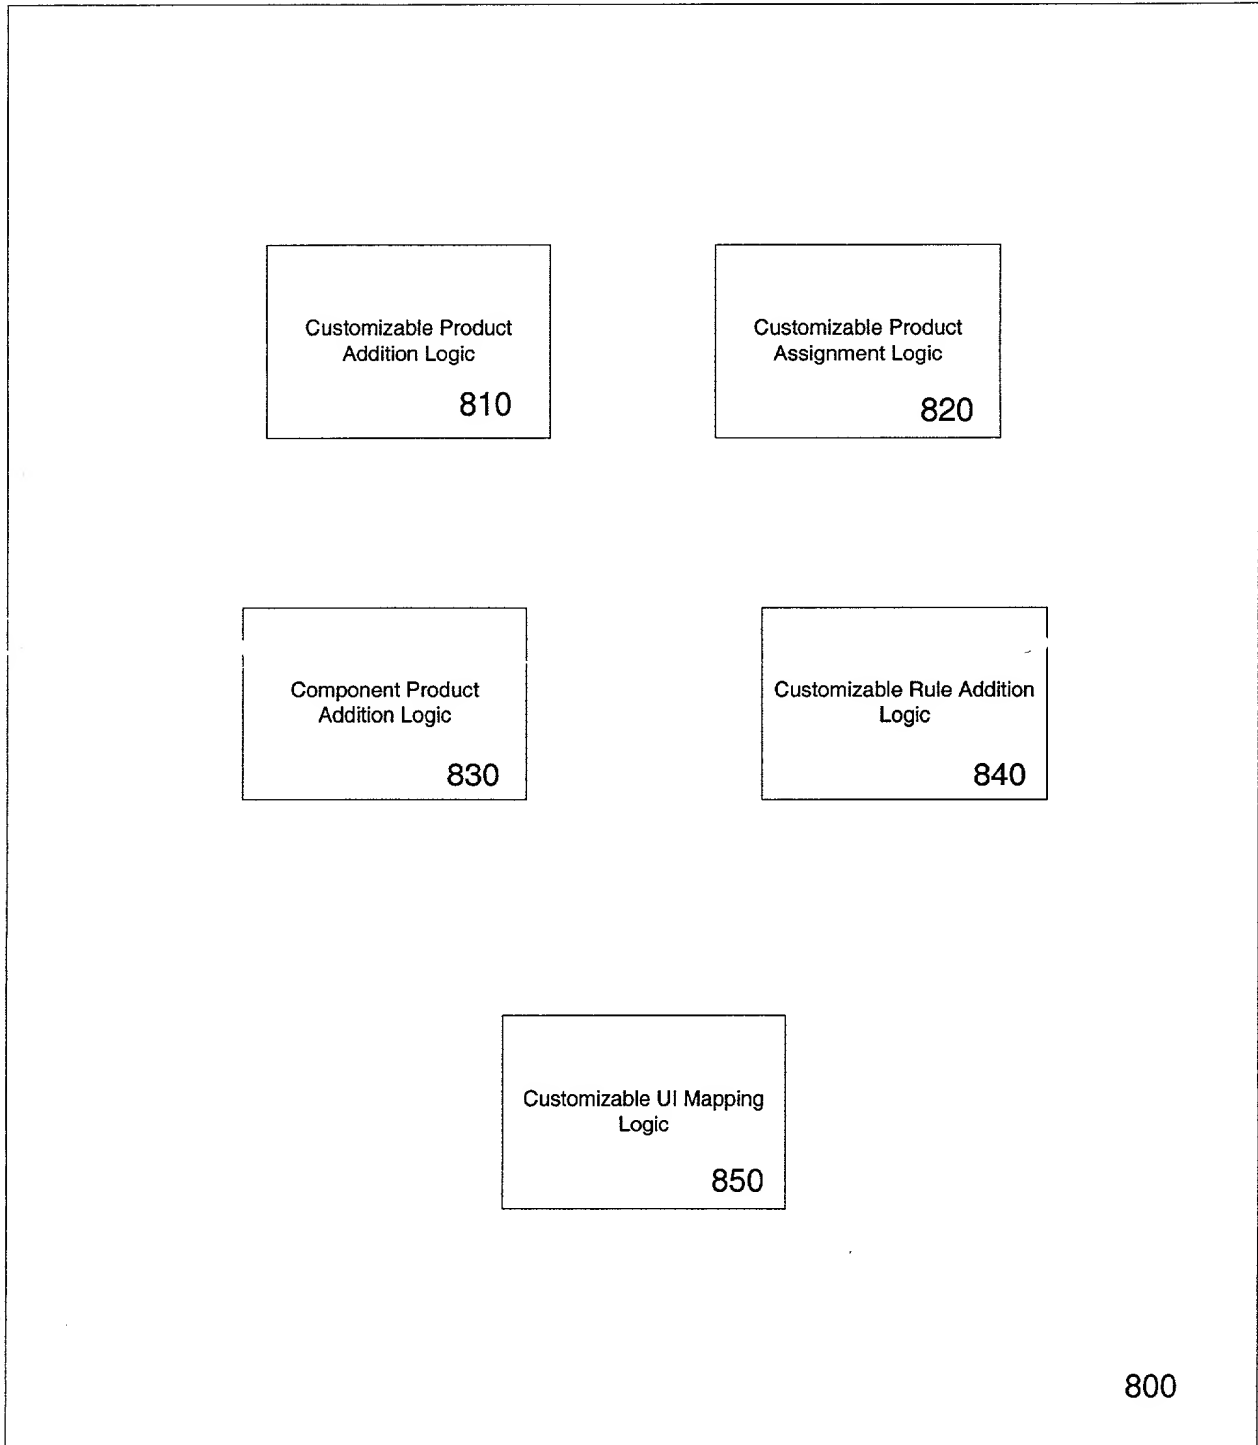 Customizable Product
Addition Logic
810
Customizable Product
Assignment Logic
820
Component Product
Addition Logic
830
Customizable Rule Addition
Logic
840
Customizable UI Mapping
Logic
850
800